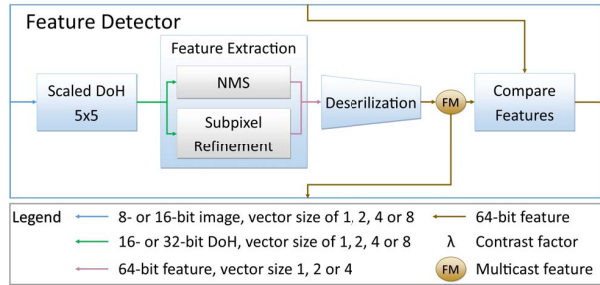 Feature Detector
Feature Extraction
Scaled DoH
5x5
NMS
Subpixel
Refinement
Deserilization
FM
Compare
Features
Legend
8- or 16-bit image, vector size of 1, 2, 4 or 8
64-bit feature
16- or 32-bit DoH, vector size of 1, 2, 4 or 8
λ Contrast factor
64-bit feature, vector size 1, 2 or 4
FM Multicast feature